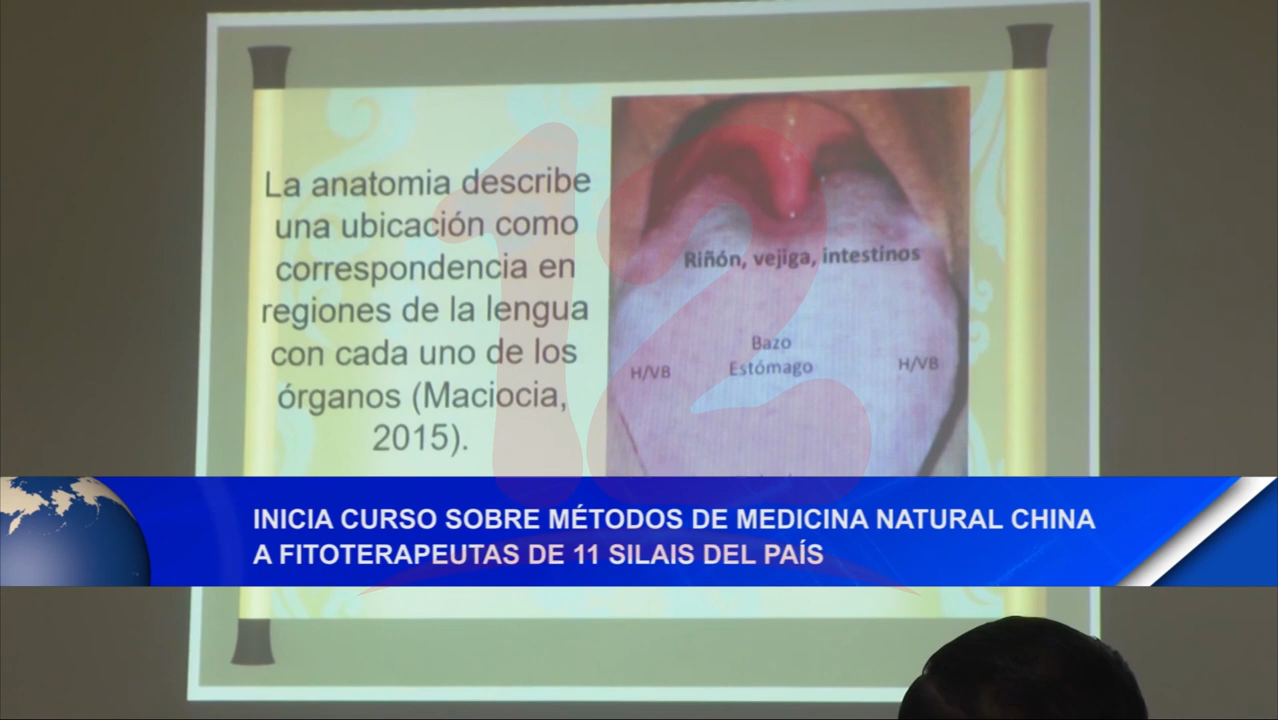 La anatomia describe
una ubicación como
correspondencia en
regiones de la lengua
con cada uno de los
órganos (Maciocia,
2015).
Riñón, vejiga, intestinos
Bazo
Estómago
H/VB
H/VB
12
INICIA CURSO SOBRE MÉTODOS DE MEDICINA NATURAL CHINA
A FITOTERAPEUTAS DE 11 SILAIS DEL PAÍS